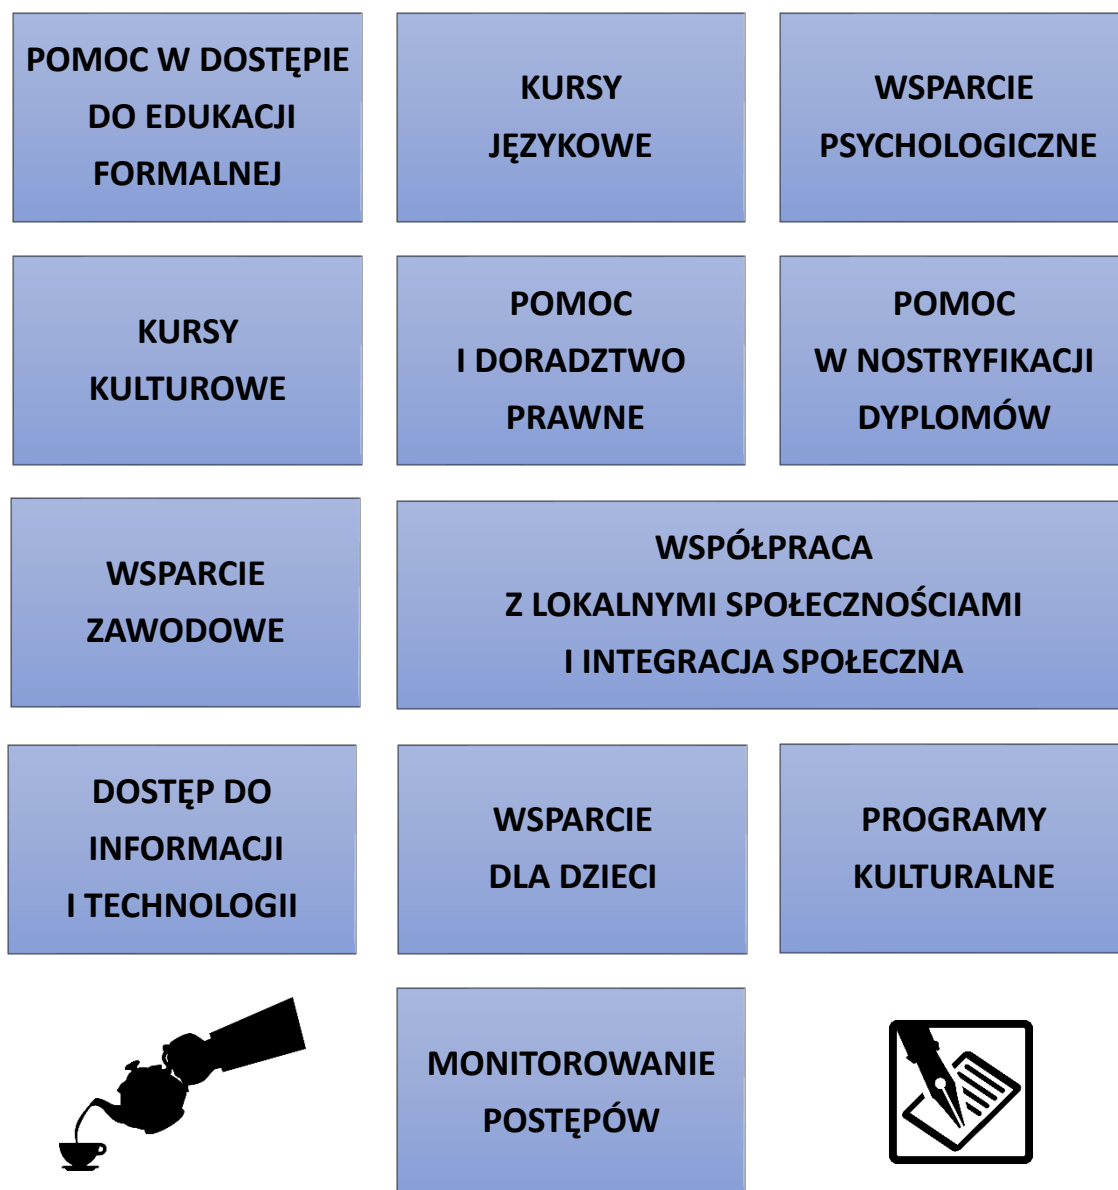 POMOC W DOSTĘPIE
DO EDUKACJI
FORMALNEJ
KURSY
JĘZYKOWE
WSPARCIE
PSYCHOLOGICZNE
KURSY
KULTUROWE
POMOC
I DORADZTWO
PRAWNE
POMOC
W NOSTRYFIKACJI
DYPLOMÓW
WSPARCIE
ZAWODOWE
WSPÓŁPRACA
Z LOKALNYMI SPOŁECZNOŚCIAMI
I INTEGRACJA SPOŁECZNA
DOSTĘP DO
INFORMACJI
I TECHNOLOGII
WSPARCIE
DLA DZIECI
PROGRAMY
KULTURALNE
MONITOROWANIE
POSTĘPÓW